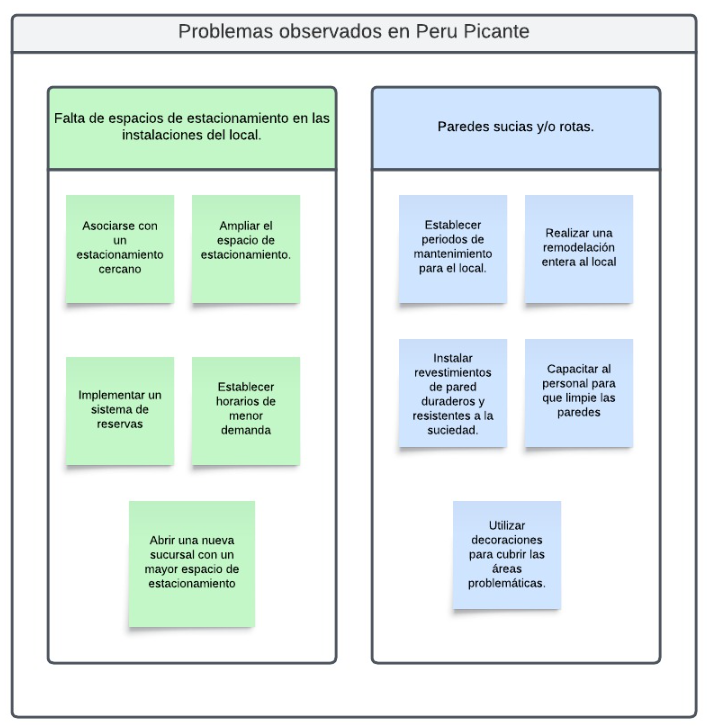 Problemas observados en Peru Picante
Falta de espacios de estacionamiento en las
instalaciones del local.
Asociarse con
un
estacionamiento
cercano
Ampliar el
espacio de
estacionamiento.
Implementar un
sistema de
reservas
Establecer
horarios de
menor
demanda
Abrir una nueva
sucursal con un
mayor espacio de
estacionamiento
Paredes sucias y/o rotas.
Establecer
periodos de
mantenimiento
para el local.
Realizar una
remodelación
entera al local
Instalar
revestimientos
de pared
duraderos y
resistentes a la
suciedad.
Capacitar al
personal para
que limpie las
paredes
Utilizar
decoraciones
para cubrir las
áreas
problemáticas.